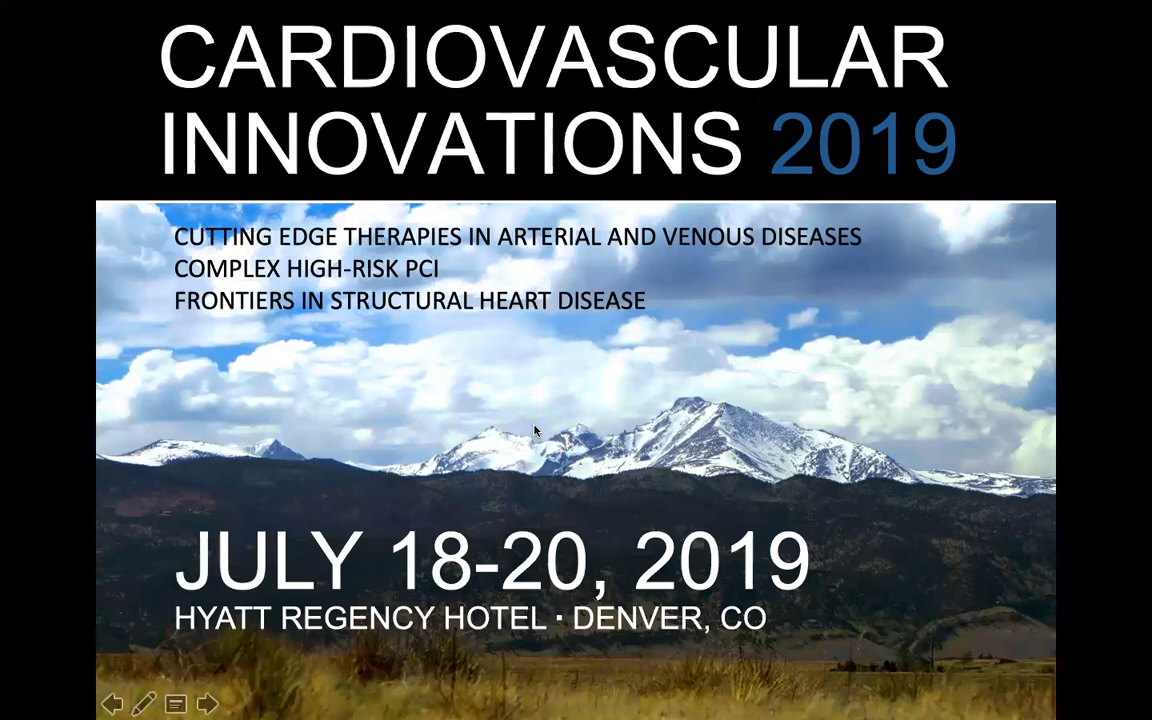 CARDIOVASCULAR
INNOVATIONS 2019
CUTTING EDGE THERAPIES IN ARTERIAL AND VENOUS DISEASES
COMPLEX HIGH-RISK PCI
FRONTIERS IN STRUCTURAL HEART DISEASE
JULY 18-20, 2019
HYATT REGENCY HOTEL · DENVER, CO